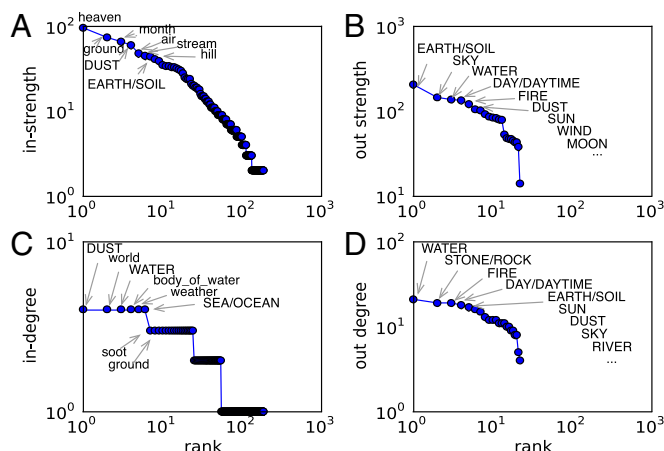 A
heaven
month
air
ground
stream
hill
DUST
EARTH/SOIL
in-strength
10^2
10^1
10^0
10^0
10^1
10^2
10^3
B
EARTH/SOIL
SKY
WATER
DAY/DAYTIME
FIRE
DUST
SUN
WIND
MOON
...
out strength
10^3
10^2
10^1
10^0
10^1
10^2
10^3
C
DUST
world
WATER
body_of_water
weather
SEA/OCEAN
soot
ground
in-degree
10^1
10^0
10^0
10^1
10^2
10^3
rank
D
WATER
STONE/ROCK
FIRE
DAY/DAYTIME
EARTH/SOIL
SUN
DUST
SKY
RIVER
...
out degree
10^2
10^1
10^0
10^0
10^1
10^2
10^3
rank